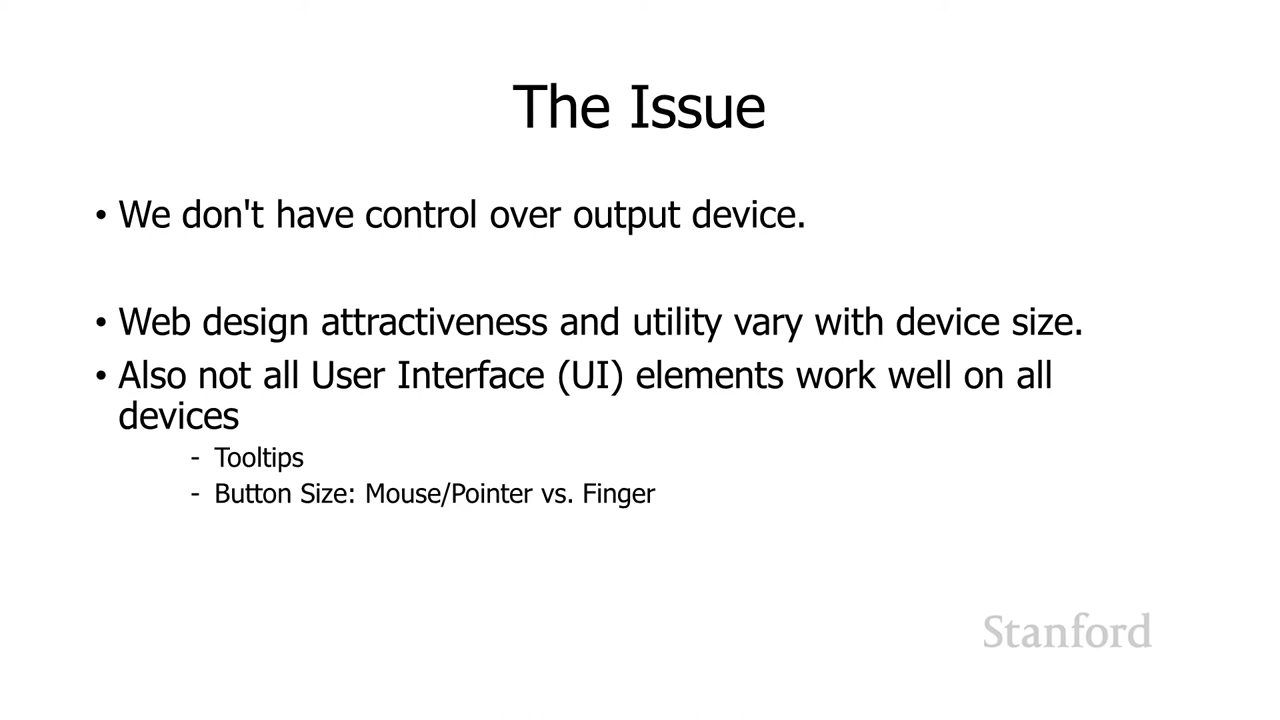 The Issue
• We don't have control over output device.
• Web design attractiveness and utility vary with device size.
• Also not all User Interface (UI) elements work well on all
devices
- Tooltips
- Button Size: Mouse/Pointer vs. Finger
Stanford